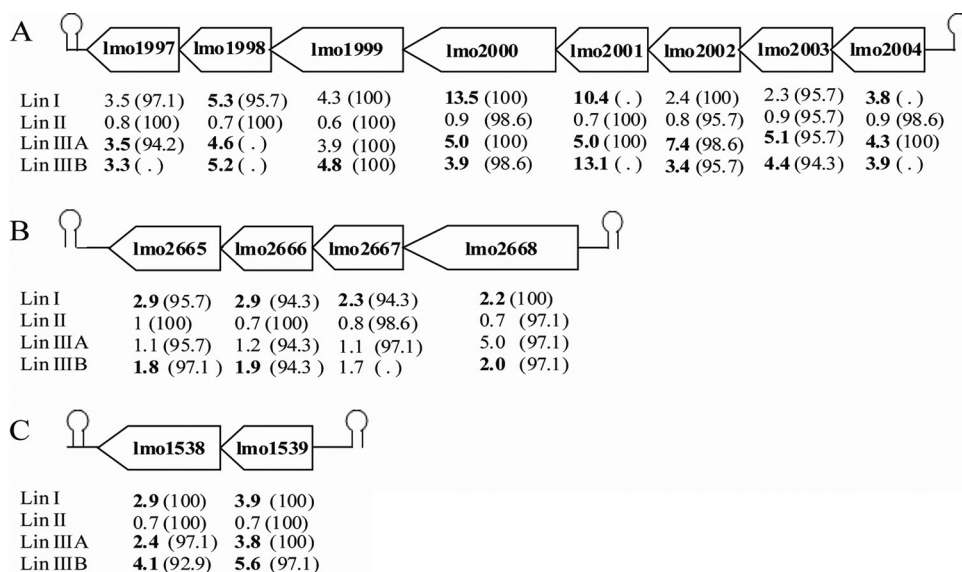 A
lmo1997 lmo1998 lmo1999 lmo2000 lmo2001 lmo2002 lmo2003 lmo2004
Lin I 3.5 (97.1) 5.3 (95.7) 4.3 (100) 13.5 (100) 10.4 ( . ) 2.4 (100) 2.3 (95.7) 3.8 ( . )
Lin II 0.8 (100) 0.7 (100) 0.6 (100) 0.9 (98.6) 0.7 (100) 0.8 (95.7) 0.9 (95.7) 0.9 (98.6)
Lin IIIA 3.5 (94.2) 4.6 ( . ) 3.9 (100) 5.0 (100) 5.0 (100) 7.4 (98.6) 5.1 (95.7) 4.3 (100)
Lin IIIB 3.3 ( . ) 5.2 ( . ) 4.8 (100) 3.9 (98.6) 13.1 ( . ) 3.4 (95.7) 4.4 (94.3) 3.9 ( . )
B
lmo2665 lmo2666 lmo2667 lmo2668
Lin I 2.9 (95.7) 2.9 (94.3) 2.3 (94.3) 2.2 (100)
Lin II 1 (100) 0.7 (100) 0.8 (98.6) 0.7 (97.1)
Lin IIIA 1.1 (95.7) 1.2 (94.3) 1.1 (97.1) 5.0 (97.1)
Lin IIIB 1.8 (97.1 ) 1.9 (94.3 ) 1.7 ( . ) 2.0 (97.1)
C
lmo1538 lmo1539
Lin I 2.9 (100) 3.9 (100)
Lin II 0.7 (100) 0.7 (100)
Lin IIIA 2.4 (97.1) 3.8 (100)
Lin IIIB 4.1 (92.9) 5.6 (97.1)